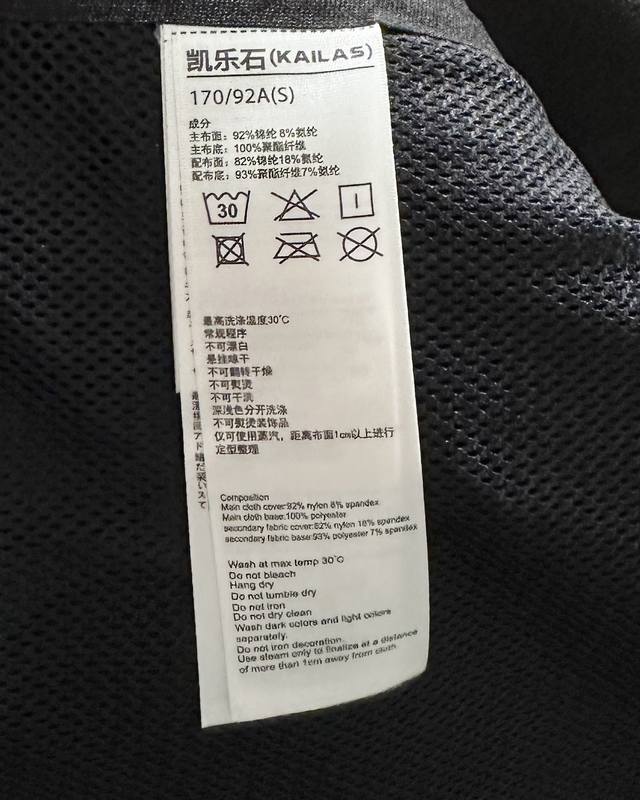 凯乐石(KAILAS)
170/92A(S)
成分
主布面：92%锦纶 8%氨纶
主布底：100%聚酯纤维
配布面：82%锦纶18%氨纶
配布底：93%聚酯纤维7%氨纶
30
最高洗涤温度30℃
常规程序
不可漂白
悬挂晾干
不可翻转干燥
不可熨烫
不可干洗
深浅色分开洗涤
不可熨烫装饰品
仅可使用蒸汽，距离布面1cm以上进行
定型整理
Composition
Main cloth cover:92% nylon 8% spandex
Main cloth base:100% polyester
secondary fabric cover:82% nylon 18% spandex
secondary fabric base:93% polyester 7% spandex
Wash at max temp 30℃
Do not bleach
Hang dry
Do not tumble dry
Do not iron
Do not dry clean
Wash dark colors and light colors
separately.
Do not iron decoration.
Use steam only to finalize at a distance
of more than 1cm away from cloth